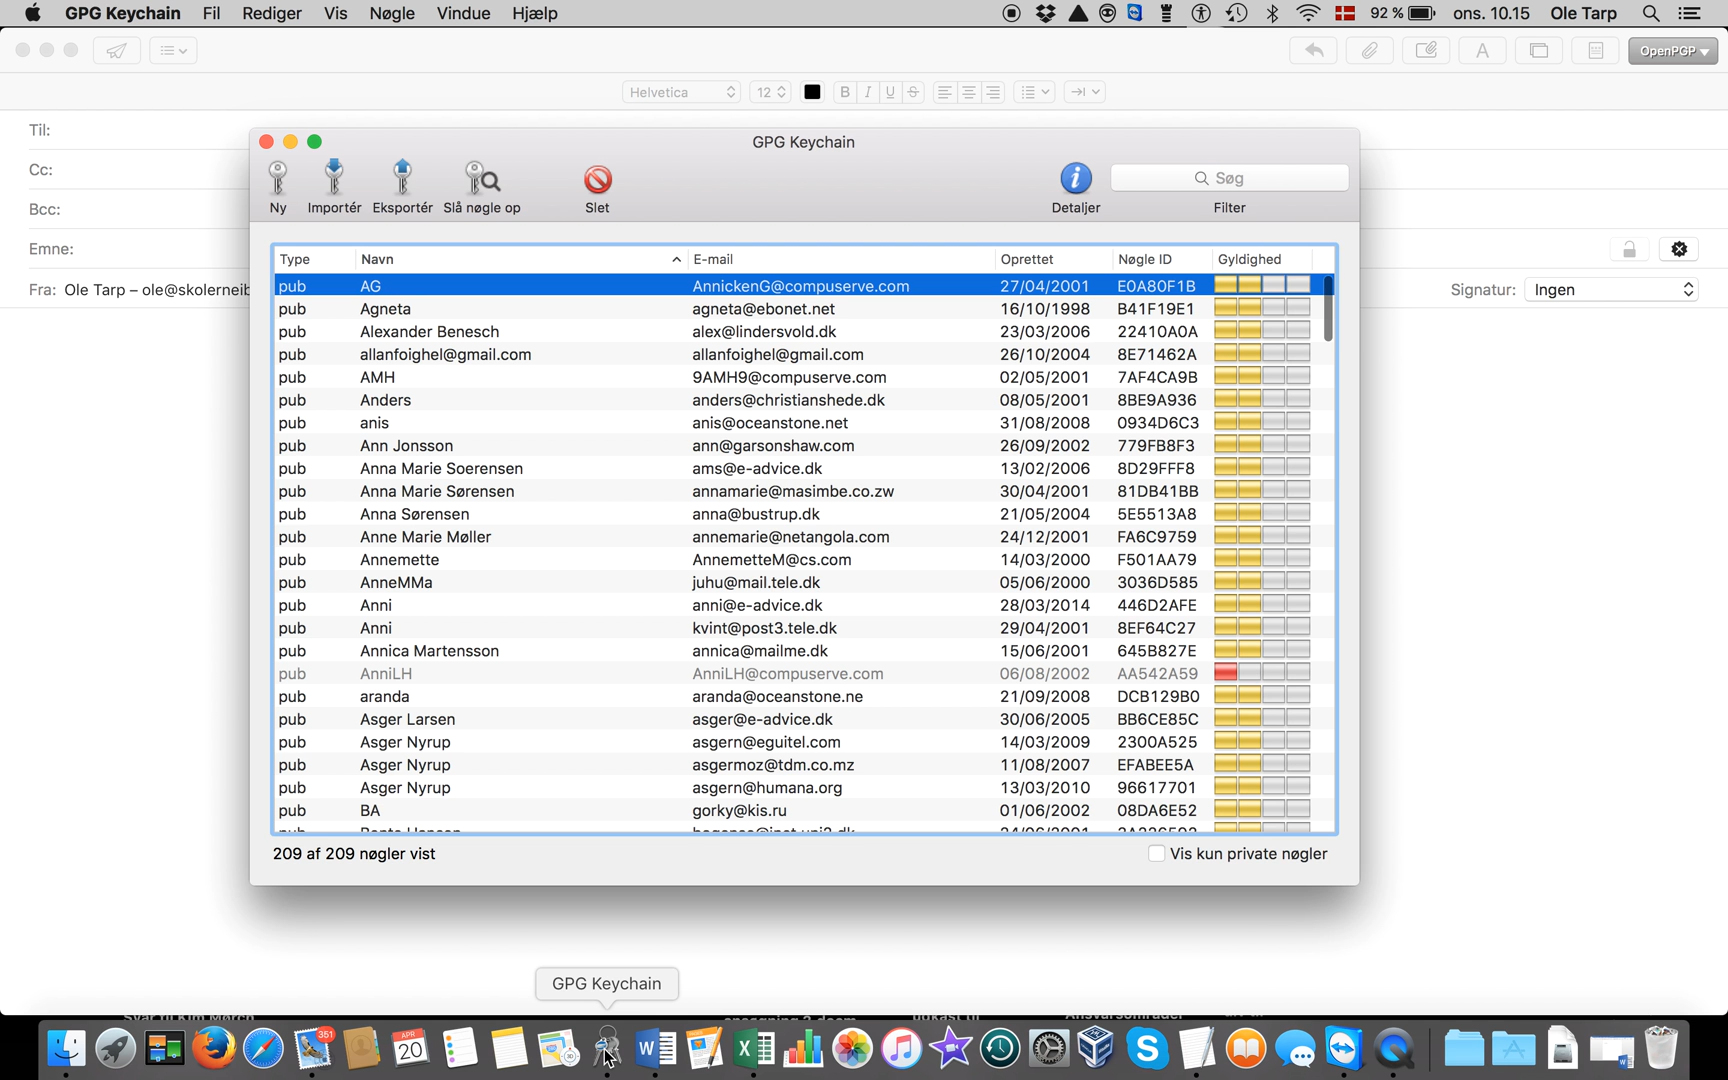 GPG Keychain Fil Rediger Vis Nøgle Vindue Hjælp 92 % ons. 10.15 Ole Tarp
OpenPGP
Helvetica 12 B I U S A
Til:
Cc:
Bcc:
Emne:
Fra: Ole Tarp – ole@skolerneib
Signatur: Ingen
GPG Keychain
Ny Importér Eksportér Slå nøgle op Slet Detaljer Søg Filter
Type Navn E-mail Oprettet Nøgle ID Gyldighed
pub AG AnnickenG@compuserve.com 27/04/2001 E0A80F1B
pub Agneta agneta@ebonet.net 16/10/1998 B41F19E1
pub Alexander Benesch alex@lindersvold.dk 23/03/2006 22410A0A
pub allanfoighel@gmail.com allanfoighel@gmail.com 26/10/2004 8E71462A
pub AMH 9AMH9@compuserve.com 02/05/2001 7AF4CA9B
pub Anders anders@christianshede.dk 08/05/2001 8BE9A936
pub anis anis@oceanstone.net 31/08/2008 0934D6C3
pub Ann Jonsson ann@garsonshaw.com 26/09/2002 779FB8F3
pub Anna Marie Soerensen ams@e-advice.dk 13/02/2006 8D29FFF8
pub Anna Marie Sørensen annamarie@masimbe.co.zw 30/04/2001 81DB41BB
pub Anna Sørensen anna@bustrup.dk 21/05/2004 5E5513A8
pub Anne Marie Møller annemarie@netangola.com 24/12/2001 FA6C9759
pub Annemette AnnemetteM@cs.com 14/03/2000 F501AA79
pub AnneMMa juhu@mail.tele.dk 05/06/2000 3036D585
pub Anni anni@e-advice.dk 28/03/2014 446D2AFE
pub Anni kvint@post3.tele.dk 29/04/2001 8EF64C27
pub Annica Martensson annica@mailme.dk 15/06/2001 645B827E
pub AnniLH AnniLH@compuserve.com 06/08/2002 AA542A59
pub aranda aranda@oceanstone.ne 21/09/2008 DCB129B0
pub Asger Larsen asger@e-advice.dk 30/06/2005 BB6CE85C
pub Asger Nyrup asgern@eguitel.com 14/03/2009 2300A525
pub Asger Nyrup asgermoz@tdm.co.mz 11/08/2007 EFABEE5A
pub Asger Nyrup asgern@humana.org 13/03/2010 96617701
pub BA gorky@kis.ru 01/06/2002 08DA6E52
209 af 209 nøgler vist
Vis kun private nøgler
GPG Keychain
351
APR
20